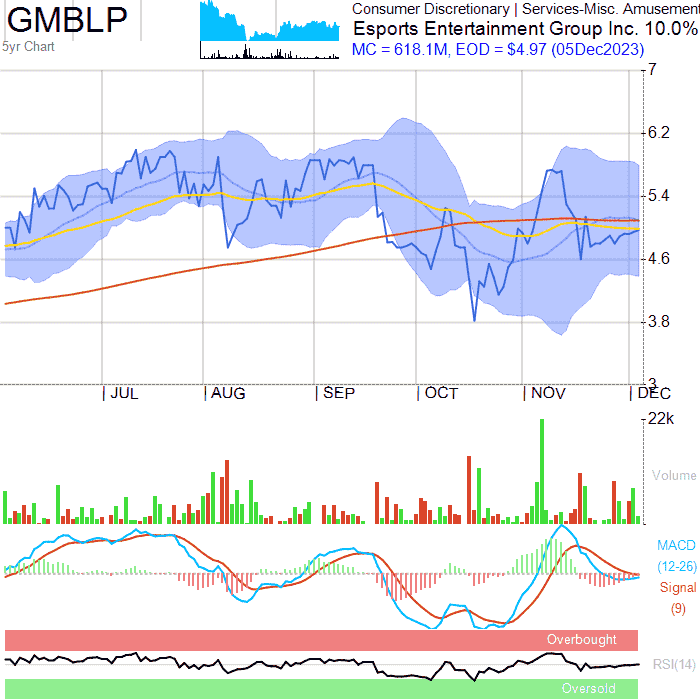 GMBLP
5yr Chart
Consumer Discretionary | Services-Misc. Amusement
Esports Entertainment Group Inc. 10.0%
MC = 618.1M, EOD = $4.97 (05Dec2023)
7
6.2
5.4
4.6
3.8
3
JUL
AUG
SEP
OCT
NOV
DEC
22k
Volume
MACD
(12-26)
Signal
(9)
Overbought
RSI(14)
Oversold